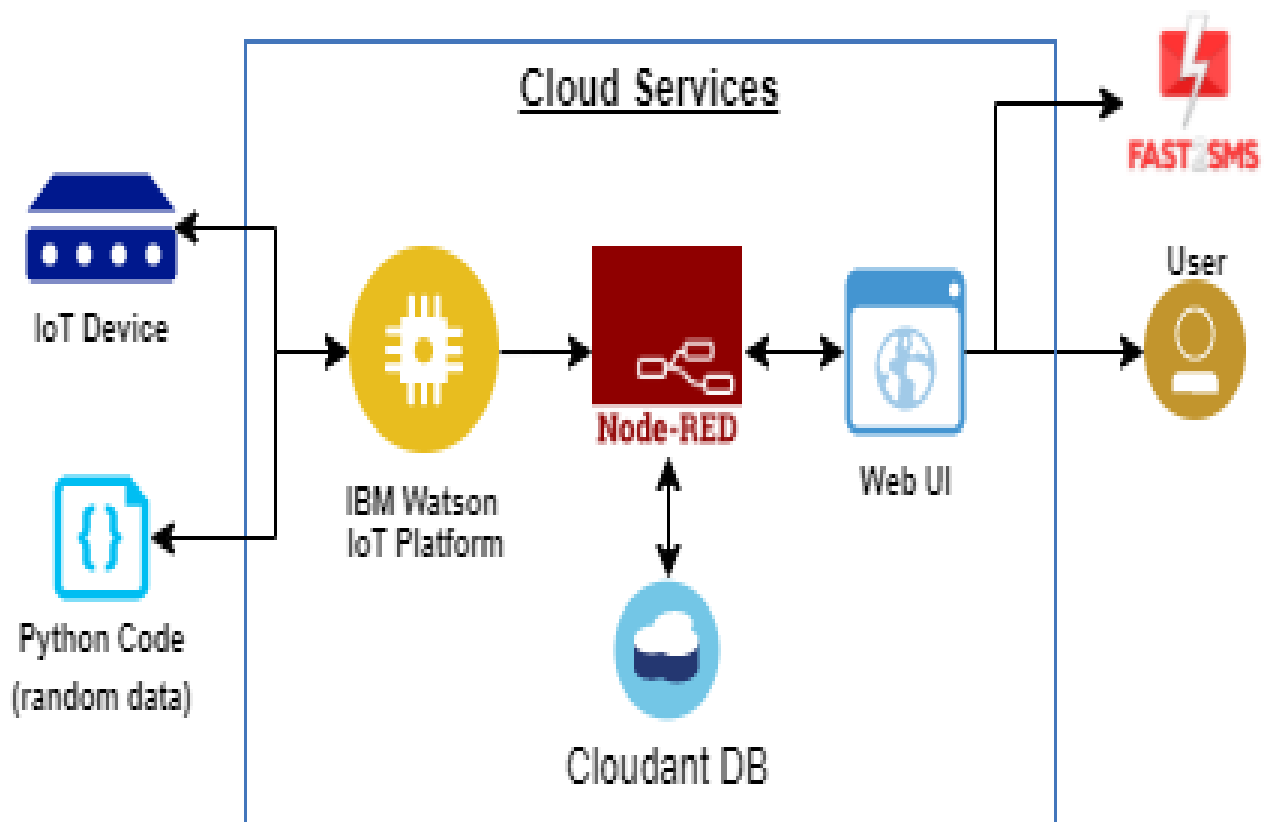 Cloud Services
FAST2SMS
User
IoT Device
Node-RED
Web UI
IBM Watson
IoT Platform
Python Code
(random data)
Cloudant DB